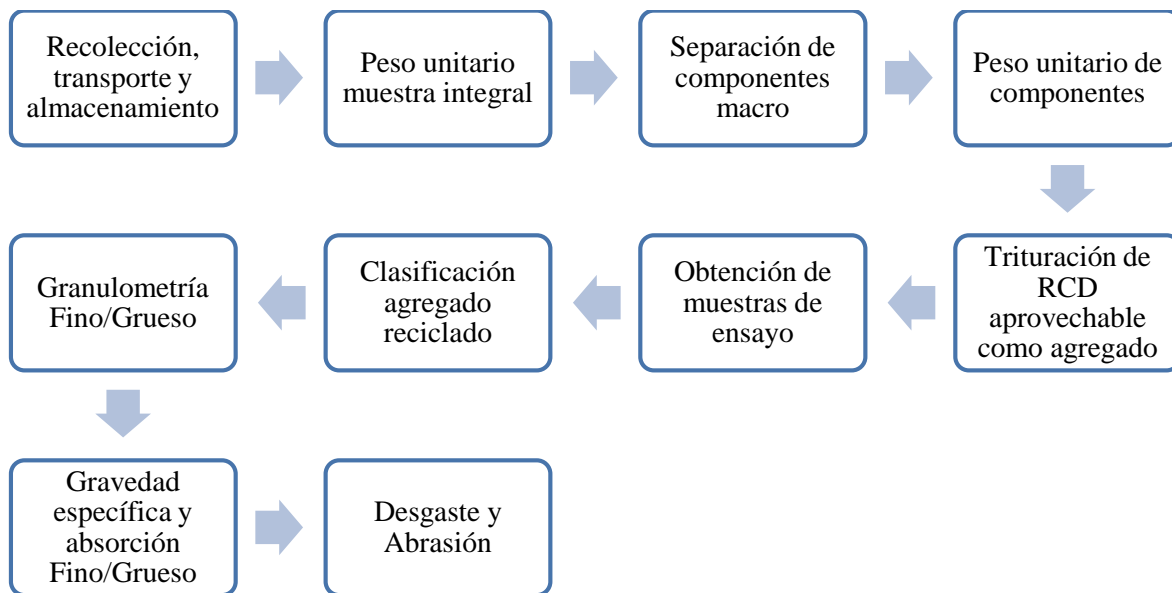 Recolección,
transporte y
almacenamiento
Peso unitario
muestra integral
Separación de
componentes
macro
Peso unitario de
componentes
Trituración de
RCD
aprovechable
como agregado
Obtención de
muestras de
ensayo
Clasificación
agregado
reciclado
Granulometría
Fino/Grueso
Gravedad
específica y
absorción
Fino/Grueso
Desgaste y
Abrasión